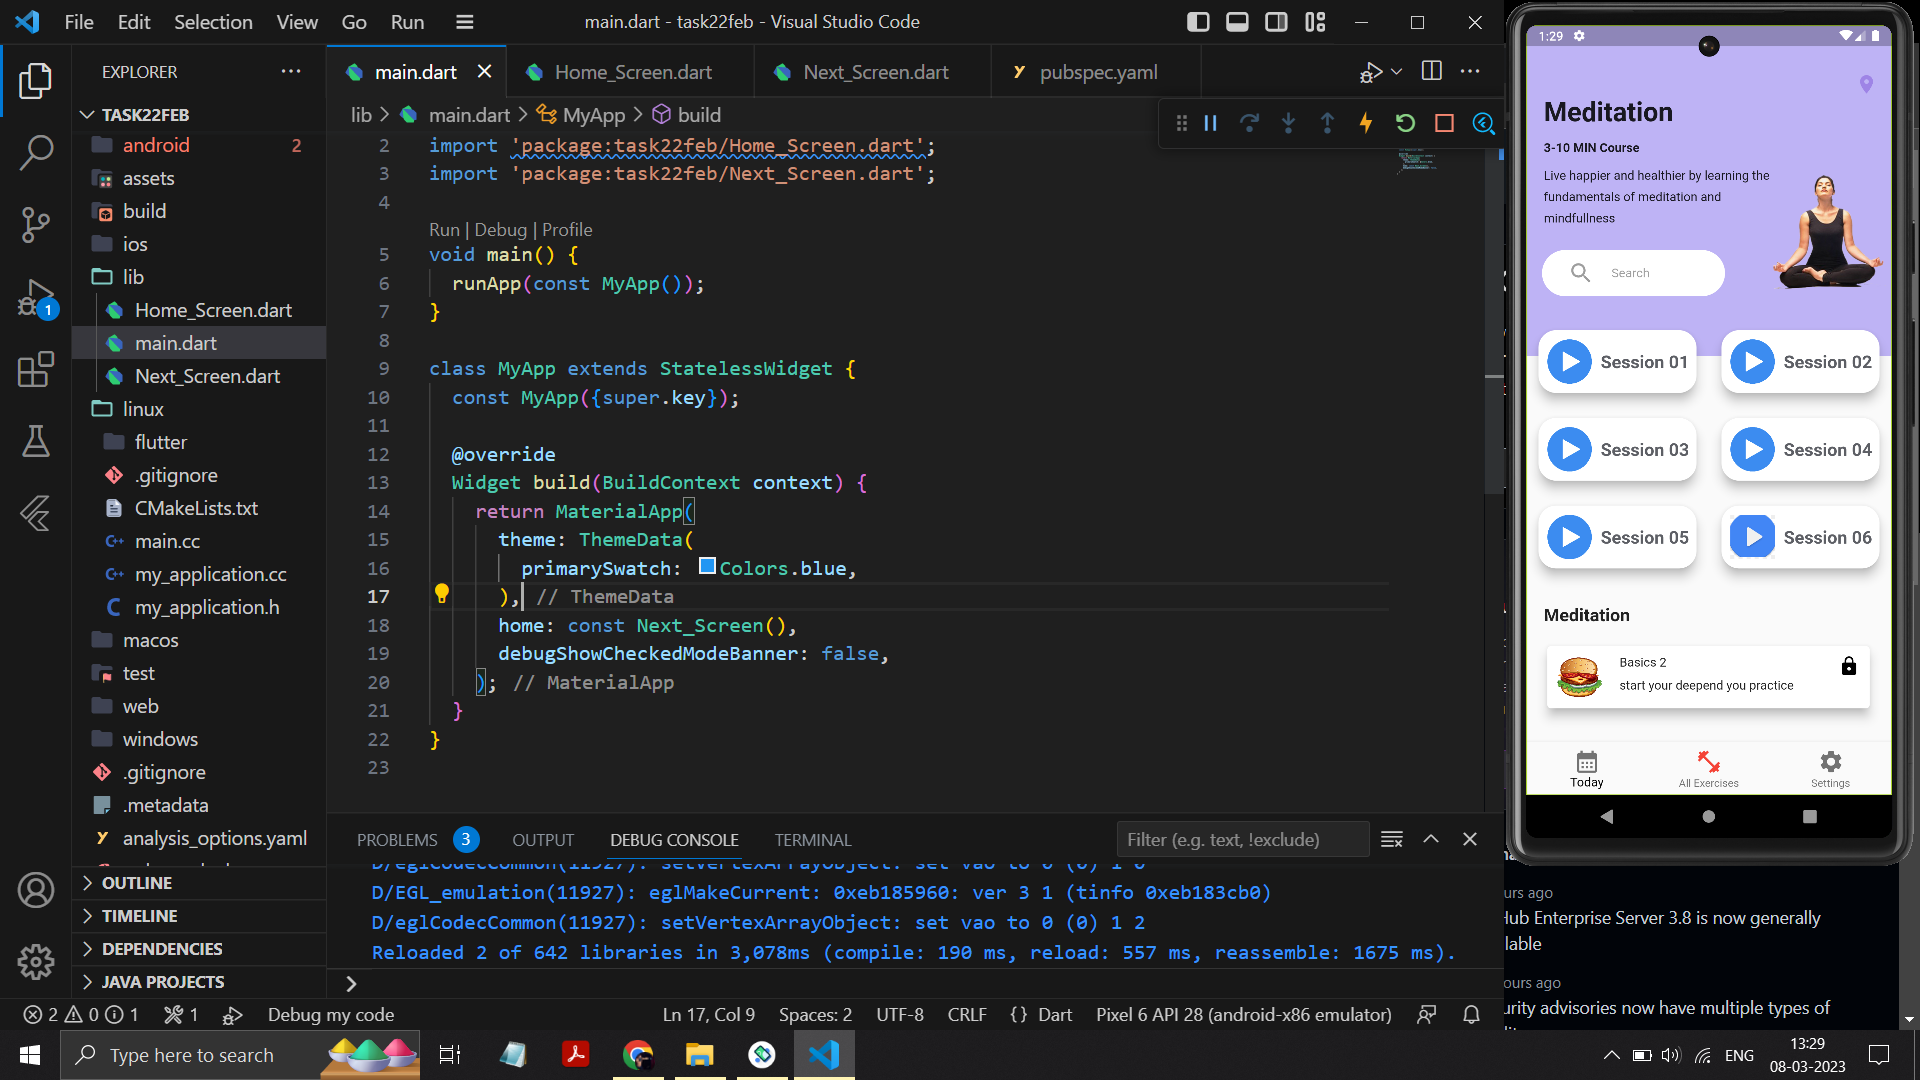 File Edit Selection View Go Run
main.dart - task22feb - Visual Studio Code
EXPLORER
TASK22FEB
android 2
assets
build
ios
lib
Home_Screen.dart
main.dart
Next_Screen.dart
linux
flutter
.gitignore
CMakeLists.txt
main.cc
my_application.cc
my_application.h
macos
test
web
windows
.gitignore
.metadata
analysis_options.yaml
OUTLINE
TIMELINE
DEPENDENCIES
JAVA PROJECTS
1
main.dart
Home_Screen.dart
Next_Screen.dart
pubspec.yaml
lib > main.dart > MyApp > build
2 import 'package:task22feb/Home_Screen.dart';
3 import 'package:task22feb/Next_Screen.dart';
4
Run | Debug | Profile
5 void main() {
6 runApp(const MyApp());
7 }
8
9 class MyApp extends StatelessWidget {
10 const MyApp({super.key});
11
12 @override
13 Widget build(BuildContext context) {
14 return MaterialApp(
15 theme: ThemeData(
16 primarySwatch: Colors.blue,
17 ), // ThemeData
18 home: const Next_Screen(),
19 debugShowCheckedModeBanner: false,
20 ); // MaterialApp
21 }
22 }
23
PROBLEMS 3 OUTPUT DEBUG CONSOLE TERMINAL
Filter (e.g. text, !exclude)
D/eglCodecCommon(11927): setVertexArrayObject: set vao to 0 (0) 1 0
D/EGL_emulation(11927): eglMakeCurrent: 0xeb185960: ver 3 1 (tinfo 0xeb183cb0)
D/eglCodecCommon(11927): setVertexArrayObject: set vao to 0 (0) 1 2
Reloaded 2 of 642 libraries in 3,078ms (compile: 190 ms, reload: 557 ms, reassemble: 1675 ms).
2 0 1 1 Debug my code
Ln 17, Col 9 Spaces: 2 UTF-8 CRLF {} Dart Pixel 6 API 28 (android-x86 emulator)
1:29
Meditation
3-10 MIN Course
Live happier and healthier by learning the
fundamentals of meditation and
mindfullness
Search
Session 01 Session 02
Session 03 Session 04
Session 05 Session 06
Meditation
Basics 2
start your deepend you practice
Today All Exercises Settings
urs ago
Hub Enterprise Server 3.8 is now generally
lable
ours ago
urity advisories now have multiple types of
Type here to search
ENG
13:29
08-03-2023